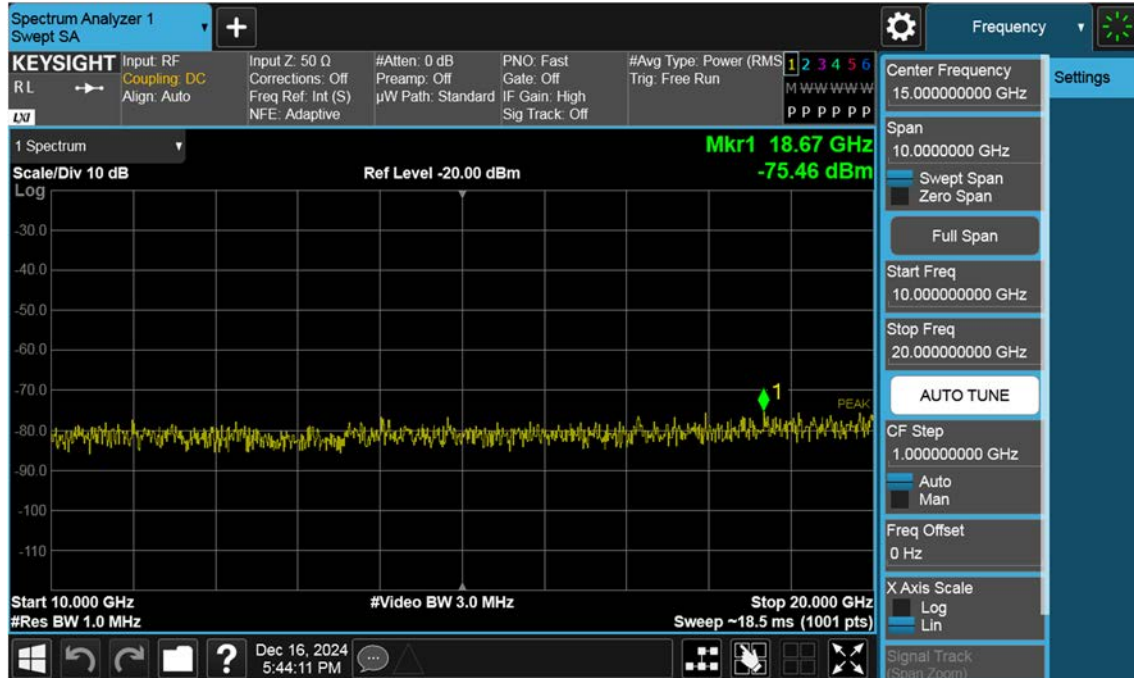 Spectrum Analyzer 1
Swept SA
Frequency
KEYSIGHT
R L
LXI
Input: RF
Coupling: DC
Align: Auto
Input Z: 50 Ω
Corrections: Off
Freq Ref: Int (S)
NFE: Adaptive
#Atten: 0 dB
Preamp: Off
µW Path: Standard
PNO: Fast
Gate: Off
IF Gain: High
Sig Track: Off
#Avg Type: Power (RMS
Trig: Free Run
1 2 3 4 5 6
M W W W W W
P P P P P P
1 Spectrum
Scale/Div 10 dB
Ref Level -20.00 dBm
Mkr1 18.67 GHz
-75.46 dBm
Log
-30.0
-40.0
-50.0
-60.0
-70.0
-80.0
-90.0
-100
-110
1
PEAK
Start 10.000 GHz
#Video BW 3.0 MHz
Stop 20.000 GHz
#Res BW 1.0 MHz
Sweep ~18.5 ms (1001 pts)
?
Dec 16, 2024
5:44:11 PM
Center Frequency
15.000000000 GHz
Span
10.0000000 GHz
Swept Span
Zero Span
Full Span
Start Freq
10.000000000 GHz
Stop Freq
20.000000000 GHz
AUTO TUNE
CF Step
1.000000000 GHz
Auto
Man
Freq Offset
0 Hz
X Axis Scale
Log
Lin
Signal Track
(Span Zoom)
Settings